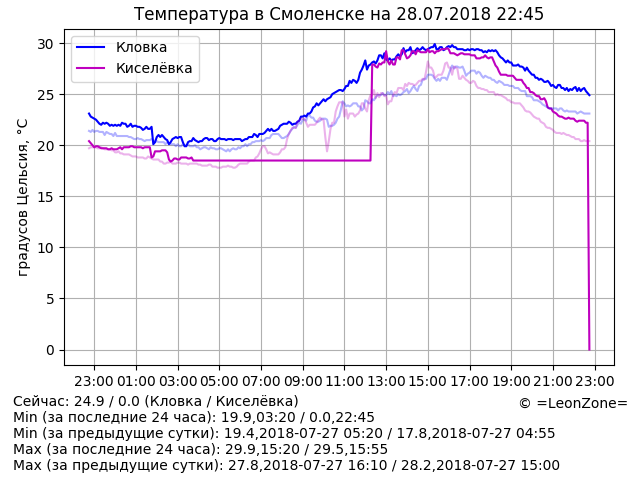 Температура в Смоленске на 28.07.2018 22:45
Кловка
Киселёвка
градусов Цельсия, °C
30
25
20
15
10
5
0
23:00 01:00 03:00 05:00 07:00 09:00 11:00 13:00 15:00 17:00 19:00 21:00 23:00
Сейчас: 24.9 / 0.0 (Кловка / Киселёвка)
© =LeonZone=
Min (за последние 24 часа): 19.9,03:20 / 0.0,22:45
Min (за предыдущие сутки): 19.4,2018-07-27 05:20 / 17.8,2018-07-27 04:55
Max (за последние 24 часа): 29.9,15:20 / 29.5,15:55
Max (за предыдущие сутки): 27.8,2018-07-27 16:10 / 28.2,2018-07-27 15:00